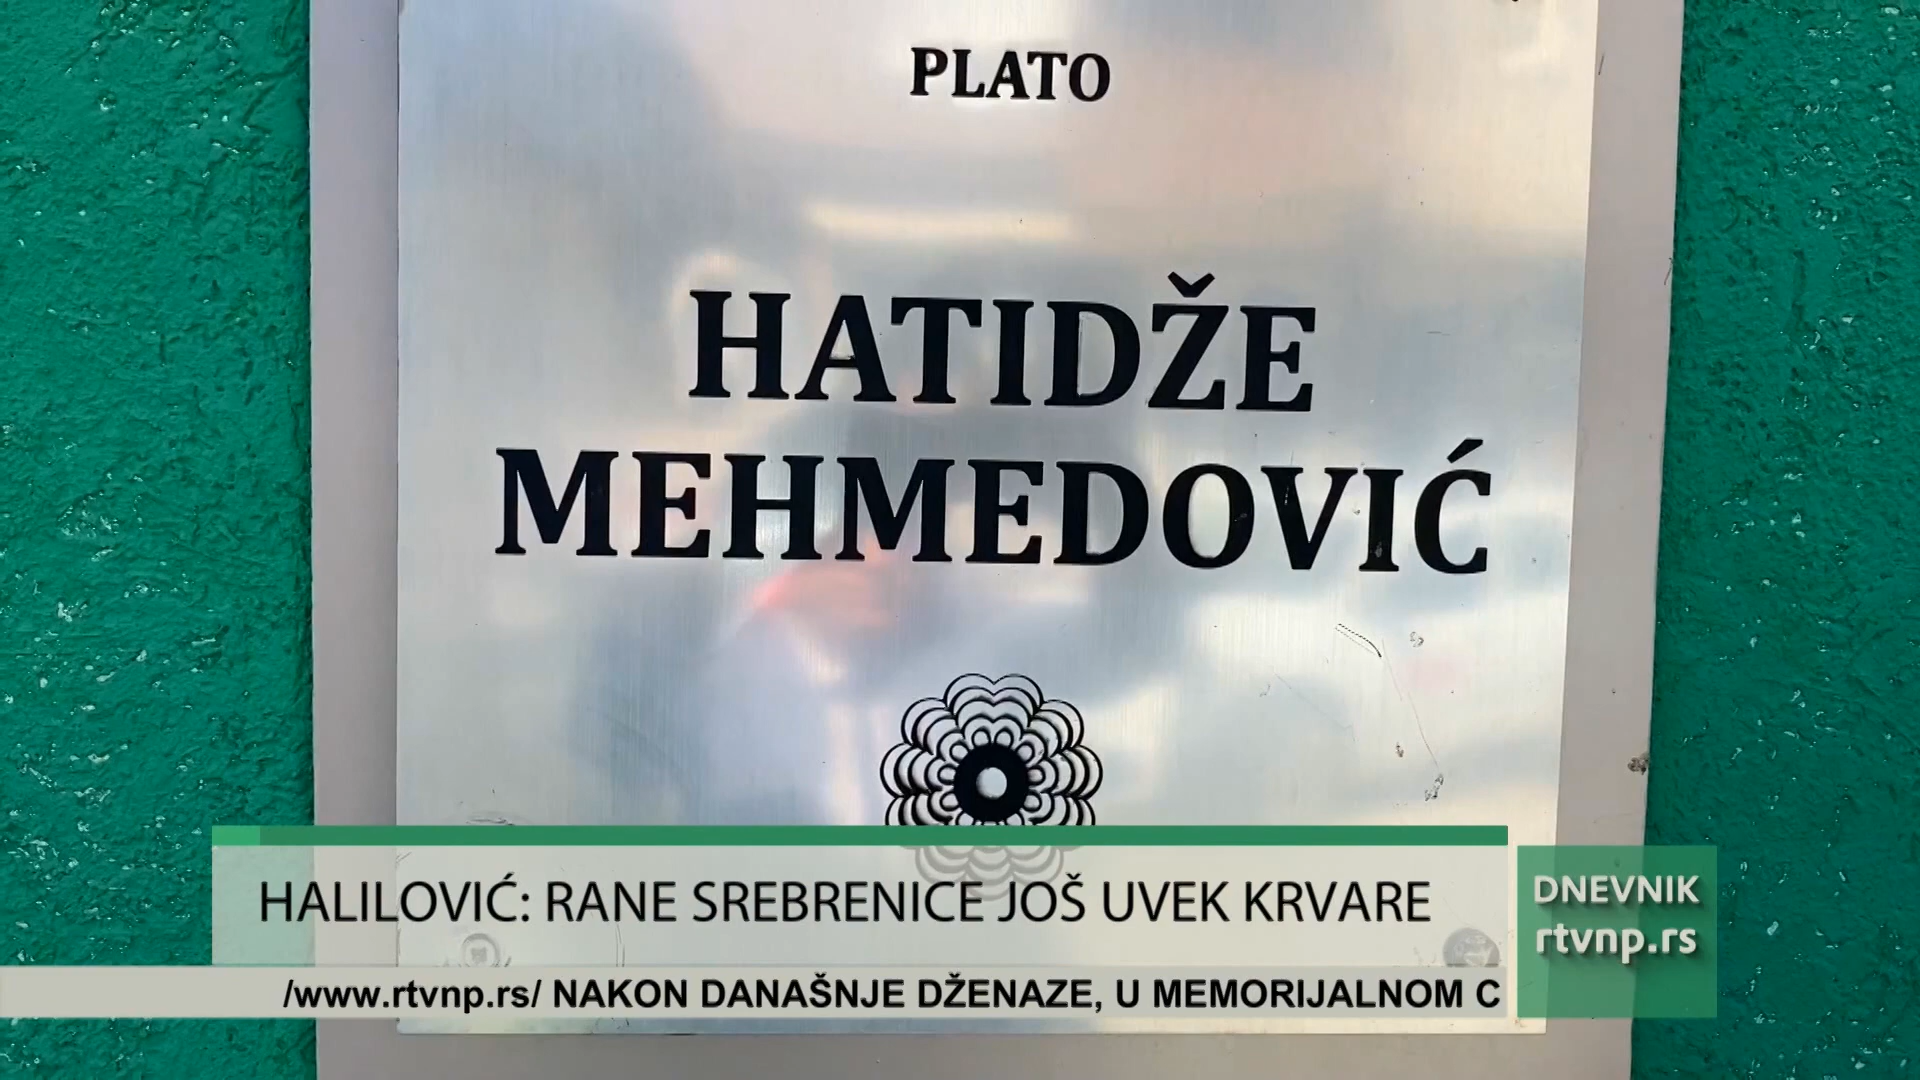 PLATO
HATIDŽE
MEHMEDOVIĆ
HALILOVIĆ: RANE SREBRENICE JOŠ UVEK KRVARE
DNEVNIK
rtvnp.rs
/www.rtvnp.rs/ NAKON DANAŠNJE DŽENAZE, U MEMORIJALNOM C